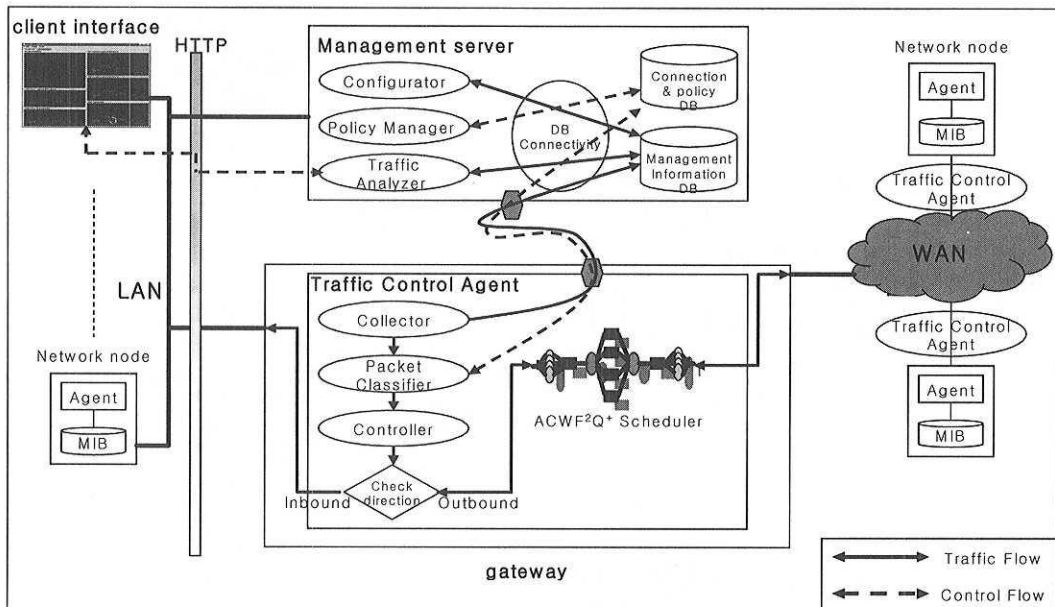 client interface
HTTP
LAN
Network node
Agent
MIB
Management server
Configurator
Policy Manager
Traffic
Analyzer
DB
Connectivity
Connection
& policy
DB
Management
Information
DB
Traffic Control Agent
Collector
Packet
Classifier
Controller
Check
direction
Inbound
Outbound
ACWF²Q⁺ Scheduler
gateway
Network node
Agent
MIB
Traffic Control
Agent
WAN
Traffic Control
Agent
Agent
MIB
Traffic Flow
Control Flow